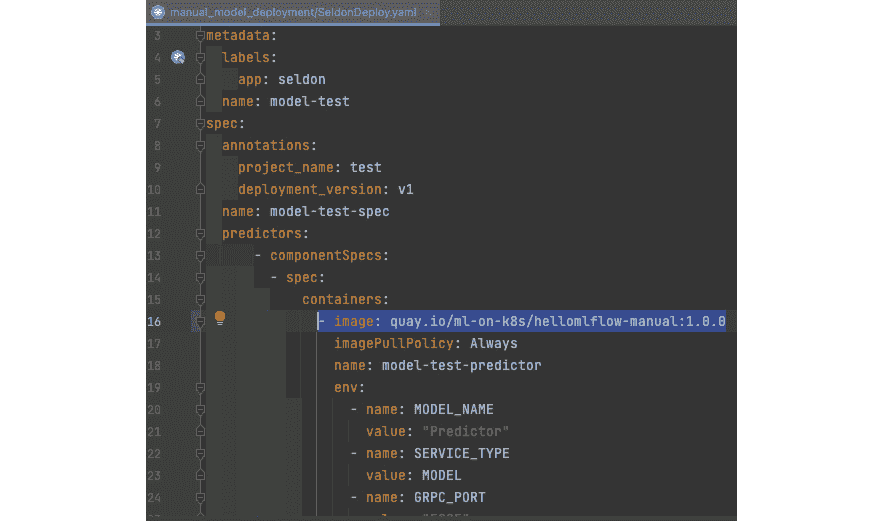 manual_model_deployment/SeldonDeploy.yaml
3 metadata:
4 labels:
5 app: seldon
6 name: model-test
7 spec:
8 annotations:
9 project_name: test
10 deployment_version: v1
11 name: model-test-spec
12 predictors:
13 - componentSpecs:
14 - spec:
15 containers:
16 - image: quay.io/ml-on-k8s/hellomlflow-manual:1.0.0
17 imagePullPolicy: Always
18 name: model-test-predictor
19 env:
20 - name: MODEL_NAME
21 value: "Predictor"
22 - name: SERVICE_TYPE
23 value: MODEL
24 - name: GRPC_PORT